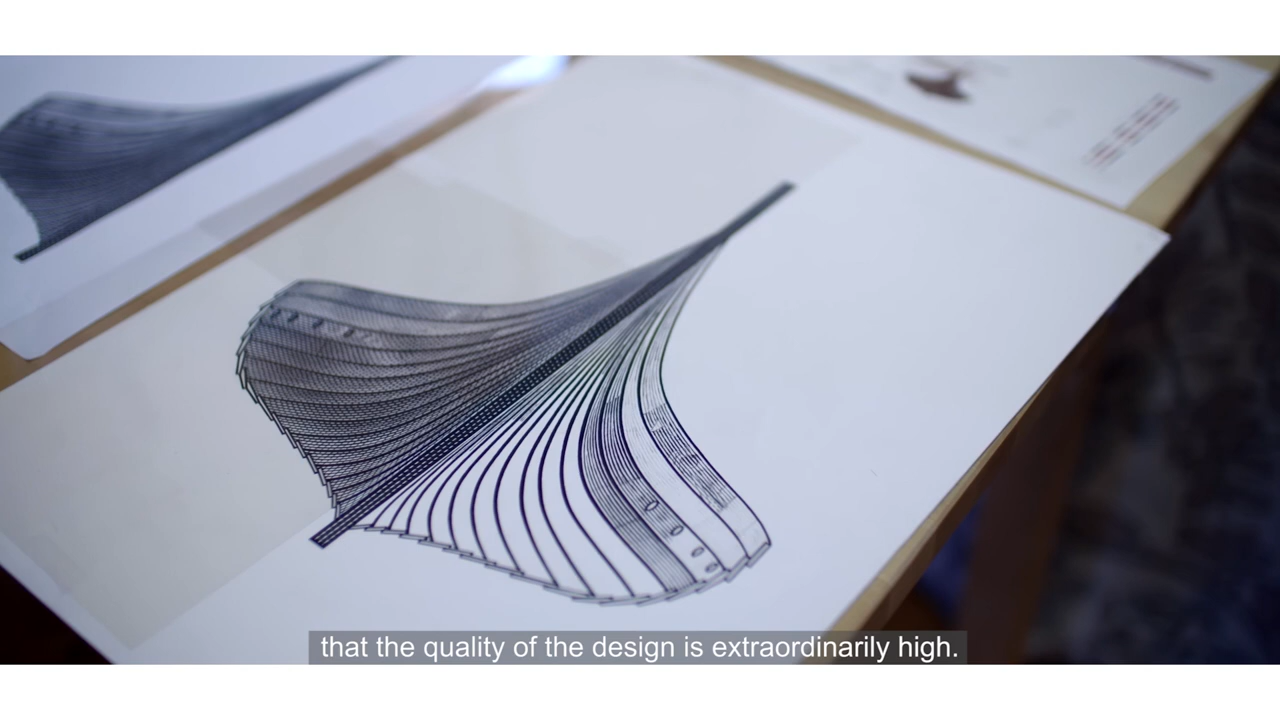 that the quality of the design is extraordinarily high.